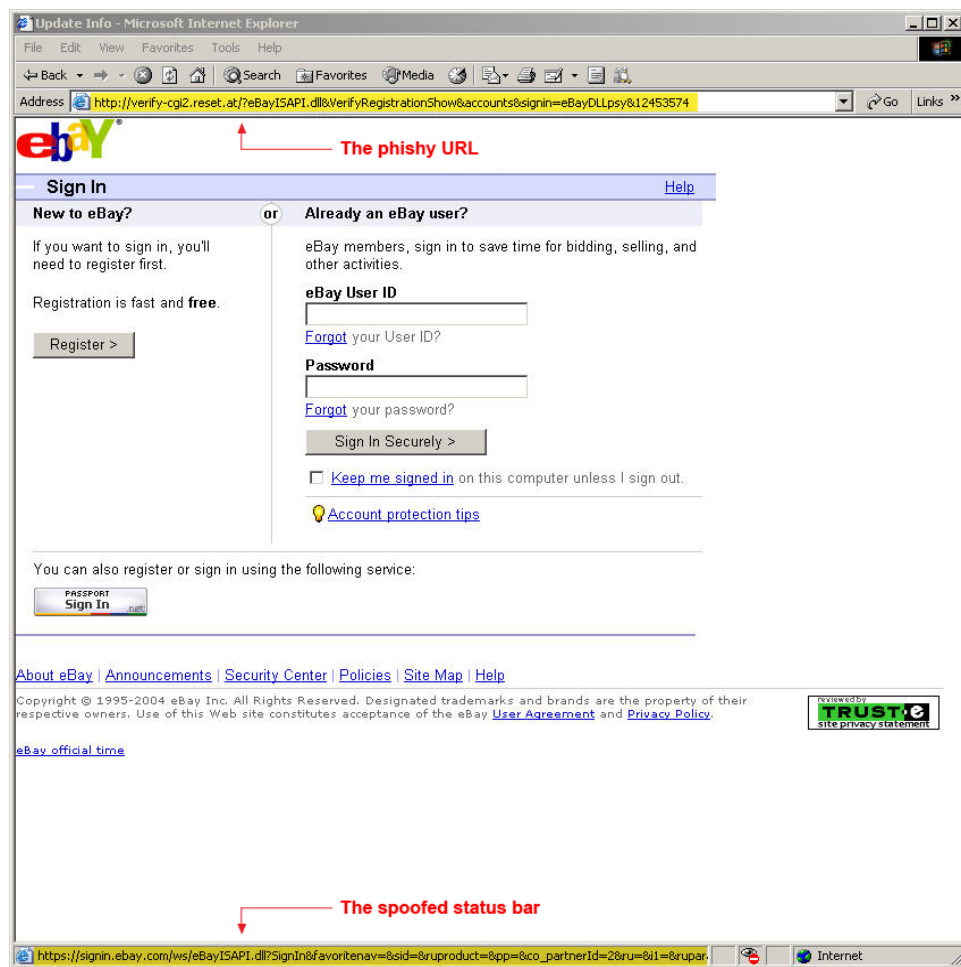 Update Info - Microsoft Internet Explorer
File Edit View Favorites Tools Help
Back Search Favorites Media
Address http://verify-cgi2.reset.at/?eBayISAPI.dll&VerifyRegistrationShow&accounts&signin=eBayDLLpsy&12453574 Go Links »
ebaY®
The phishy URL
Sign In Help
New to eBay? or Already an eBay user?
If you want to sign in, you'll
need to register first.
Registration is fast and free.
Register >
eBay members, sign in to save time for bidding, selling, and
other activities.
eBay User ID
Forgot your User ID?
Password
Forgot your password?
Sign In Securely >
Keep me signed in on this computer unless I sign out.
Account protection tips
You can also register or sign in using the following service:
PASSPORT
Sign In .net
About eBay | Announcements | Security Center | Policies | Site Map | Help
Copyright © 1995-2004 eBay Inc. All Rights Reserved. Designated trademarks and brands are the property of their
respective owners. Use of this Web site constitutes acceptance of the eBay User Agreement and Privacy Policy.
reviewed by
TRUST·e
site privacy statement
eBay official time
The spoofed status bar
https://signin.ebay.com/ws/eBayISAPI.dll?SignIn&favoritenav=&sid=&ruproduct=&pp=&co_partnerId=2&ru=&i1=&rupar Internet